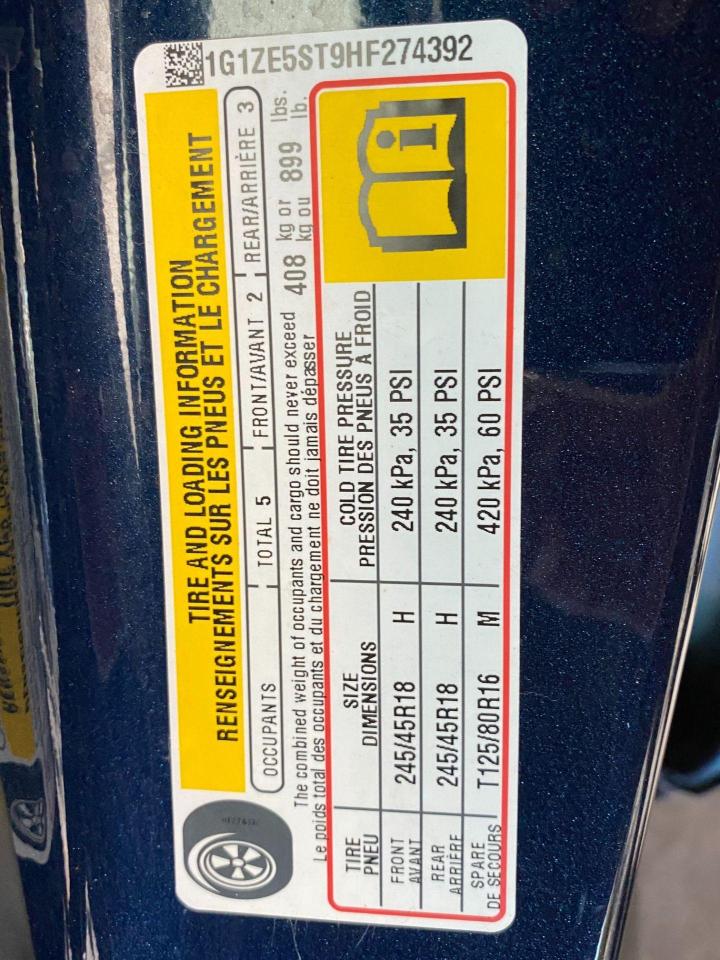 1G1ZE5ST9HF274392
TIRE AND LOADING INFORMATION
RENSEIGNEMENTS SUR LES PNEUS ET LE CHARGEMENT
OCCUPANTS TOTAL 5 FRONT/AVANT 2 REAR/ARRIÈRE 3
The combined weight of occupants and cargo should never exceed 408 kg or 899 lbs.
Le poids total des occupants et du chargement ne doit jamais dépasser 408 kg ou 899 lb.
TIRE SIZE COLD TIRE PRESSURE
PNEU DIMENSIONS PRESSION DES PNEUS À FROID
FRONT
AVANT 245/45R18 H 240 kPa, 35 PSI
REAR
ARRIÈRE 245/45R18 H 240 kPa, 35 PSI
SPARE
DE SECOURS T125/80R16 M 420 kPa, 60 PSI